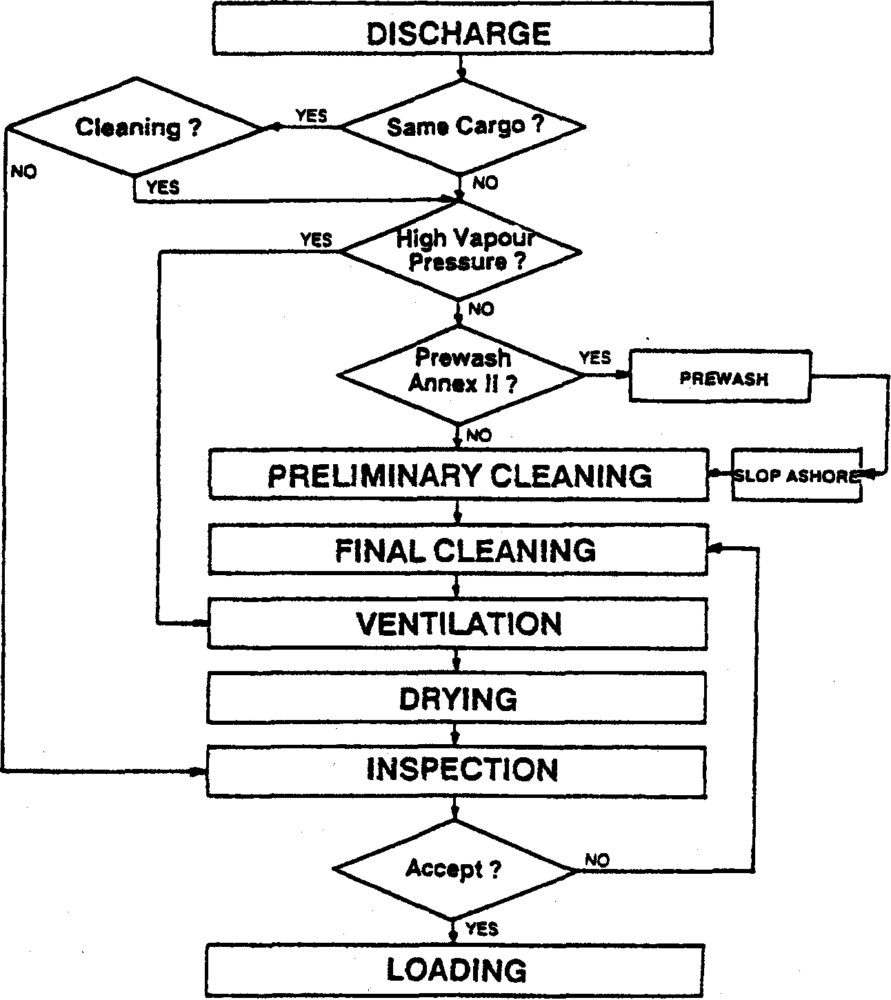 DISCHARGE
Cleaning ?
YES
Same Cargo ?
NO
YES
NO
YES
High Vapour
Pressure ?
NO
Prewash
Annex II ?
YES
PREWASH
NO
PRELIMINARY CLEANING
SLOP ASHORE
FINAL CLEANING
VENTILATION
DRYING
INSPECTION
Accept ?
NO
YES
LOADING